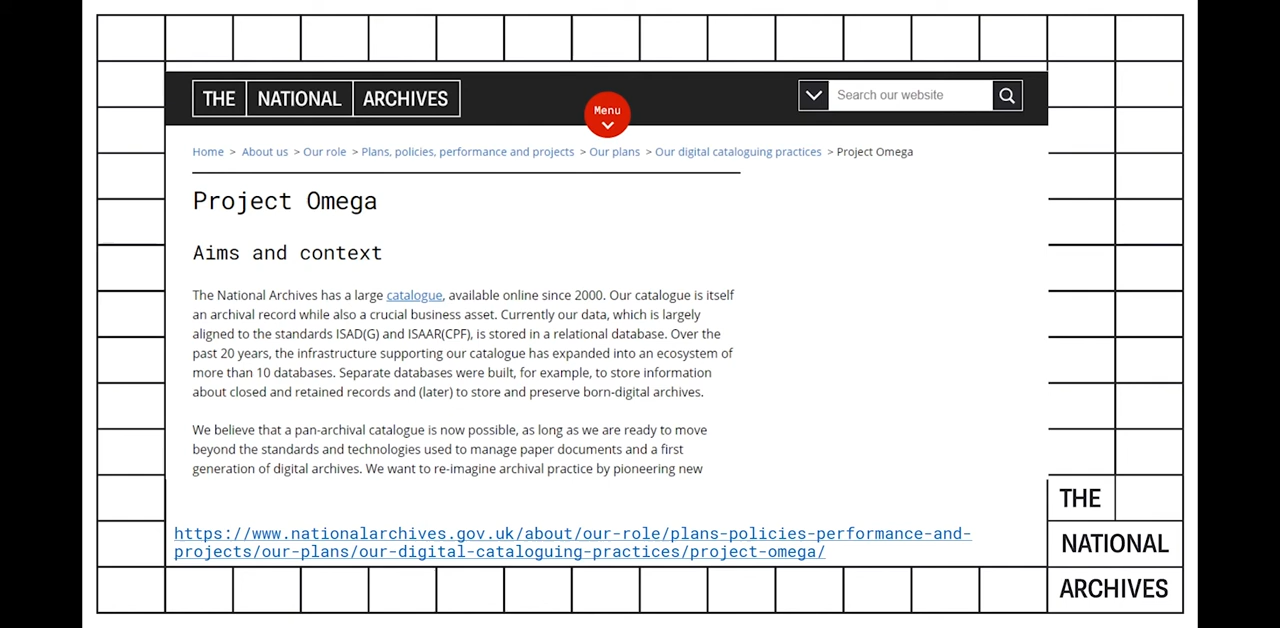 THE NATIONAL ARCHIVES
Menu
Search our website
Home > About us > Our role > Plans, policies, performance and projects > Our plans > Our digital cataloguing practices > Project Omega
Project Omega
Aims and context
The National Archives has a large catalogue, available online since 2000. Our catalogue is itself
an archival record while also a crucial business asset. Currently our data, which is largely
aligned to the standards ISAD(G) and ISAAR(CPF), is stored in a relational database. Over the
past 20 years, the infrastructure supporting our catalogue has expanded into an ecosystem of
more than 10 databases. Separate databases were built, for example, to store information
about closed and retained records and (later) to store and preserve born-digital archives.
We believe that a pan-archival catalogue is now possible, as long as we are ready to move
beyond the standards and technologies used to manage paper documents and a first
generation of digital archives. We want to re-imagine archival practice by pioneering new
https://www.nationalarchives.gov.uk/about/our-role/plans-policies-performance-and-
projects/our-plans/our-digital-cataloguing-practices/project-omega/
THE
NATIONAL
ARCHIVES